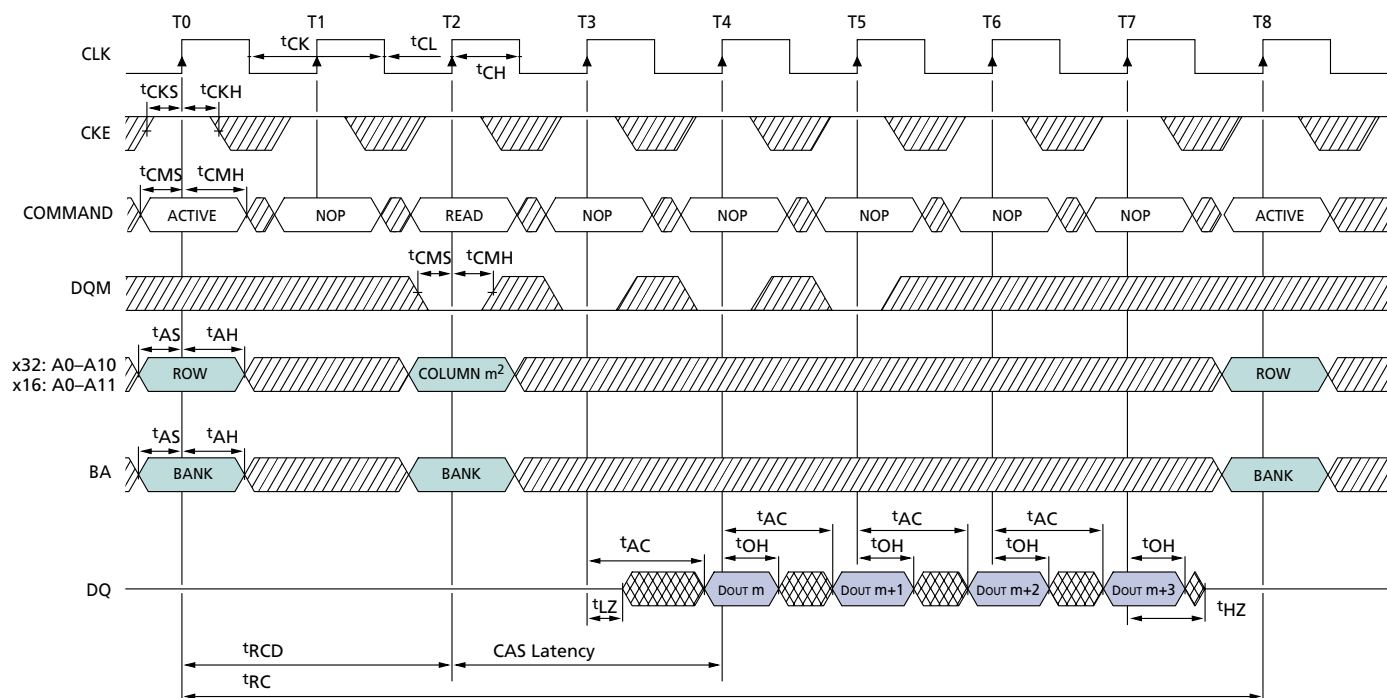 T0 T1 T2 T3 T4 T5 T6 T7 T8
CLK tCK tCL tCH
tCKS tCKH
CKE
tCMS tCMH
COMMAND ACTIVE NOP READ NOP NOP NOP NOP NOP ACTIVE
tCMS tCMH
DQM
tAS tAH
x32: A0–A10
x16: A0–A11
ROW COLUMN m2 ROW
tAS tAH
BA BANK BANK BANK
tAC tAC tAC
tAC tOH tOH tOH tOH
DQ DOUT m DOUT m+1 DOUT m+2 DOUT m+3
tLZ tHZ
tRCD CAS Latency
tRC